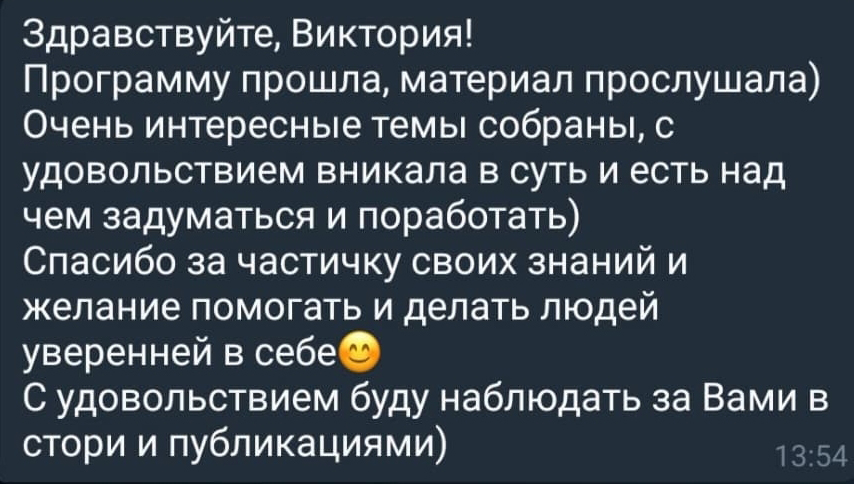 Здравствуйте, Виктория!
Программу прошла, материал прослушала)
Очень интересные темы собраны, с
удовольствием вникала в суть и есть над
чем задуматься и поработать)
Спасибо за частичку своих знаний и
желание помогать и делать людей
уверенней в себе😊
С удовольствием буду наблюдать за Вами в
стори и публикациями)
13:54